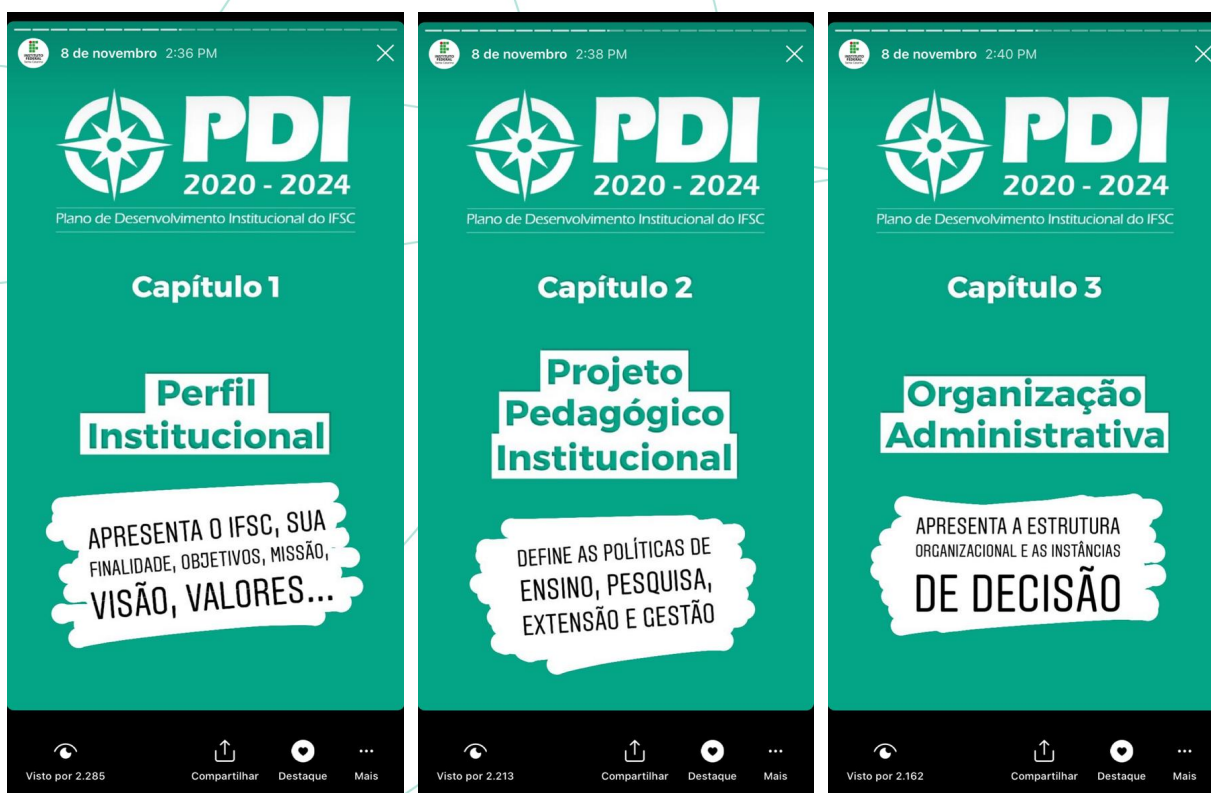 8 de novembro 2:36 PM
PDI
2020 - 2024
Plano de Desenvolvimento Institucional do IFSC
Capítulo 1
Perfil
Institucional
APRESENTA O IFSC, SUA
FINALIDADE, OBJETIVOS, MISSÃO,
VISÃO, VALORES...
Visto por 2.285
Compartilhar
Destaque
Mais
8 de novembro 2:38 PM
PDI
2020 - 2024
Plano de Desenvolvimento Institucional do IFSC
Capítulo 2
Projeto
Pedagógico
Institucional
DEFINE AS POLÍTICAS DE
ENSINO, PESQUISA,
EXTENSÃO E GESTÃO
Visto por 2.213
Compartilhar
Destaque
Mais
8 de novembro 2:40 PM
PDI
2020 - 2024
Plano de Desenvolvimento Institucional do IFSC
Capítulo 3
Organização
Administrativa
APRESENTA A ESTRUTURA
ORGANIZACIONAL E AS INSTÂNCIAS
DE DECISÃO
Visto por 2.162
Compartilhar
Destaque
Mais